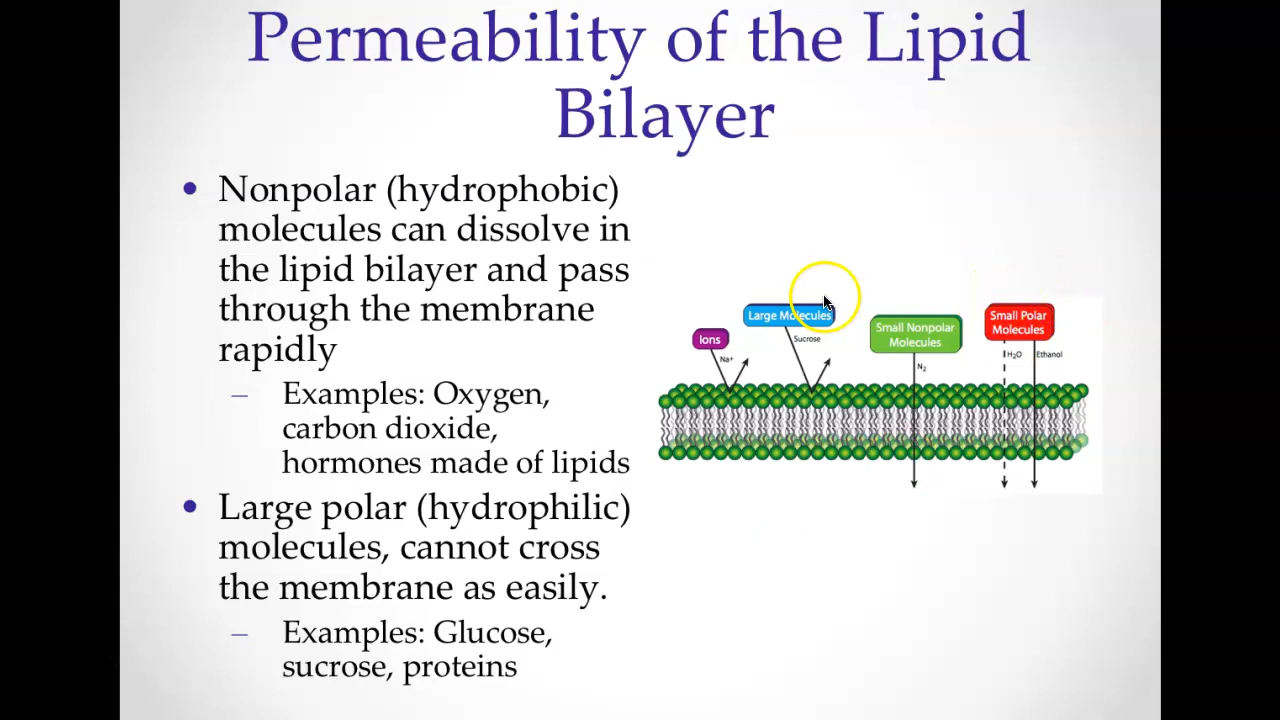 Permeability of the Lipid
Bilayer
• Nonpolar (hydrophobic)
molecules can dissolve in
the lipid bilayer and pass
through the membrane
rapidly
– Examples: Oxygen,
carbon dioxide,
hormones made of lipids
• Large polar (hydrophilic)
molecules, cannot cross
the membrane as easily.
– Examples: Glucose,
sucrose, proteins
Ions
Na+
Large Molecules
Sucrose
Small Nonpolar
Molecules
N₂
Small Polar
Molecules
H₂O
Ethanol